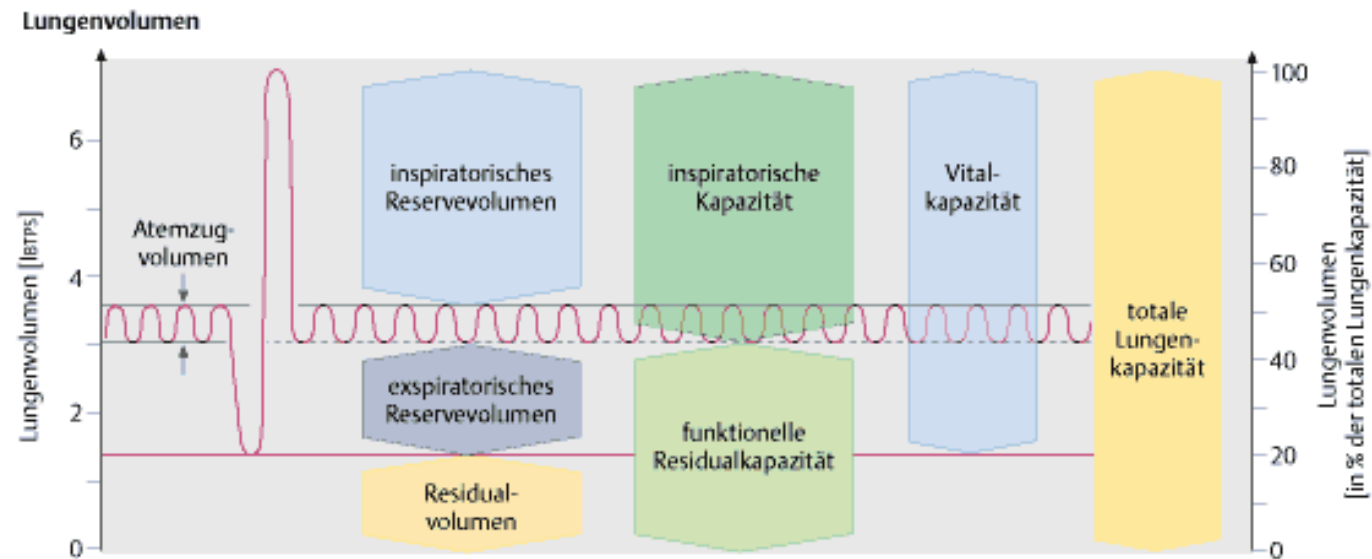 Lungenvolumen
Lungenvolumen [lBTPS]
6
4
2
0
Atemzug-
volumen
inspiratorisches
Reservevolumen
exspiratorisches
Reservevolumen
Residual-
volumen
inspiratorische
Kapazität
funktionelle
Residualkapazität
Vital-
kapazität
totale
Lungen-
kapazität
100
80
60
40
20
0
Lungenvolumen
[in % der totalen Lungenkapazität]